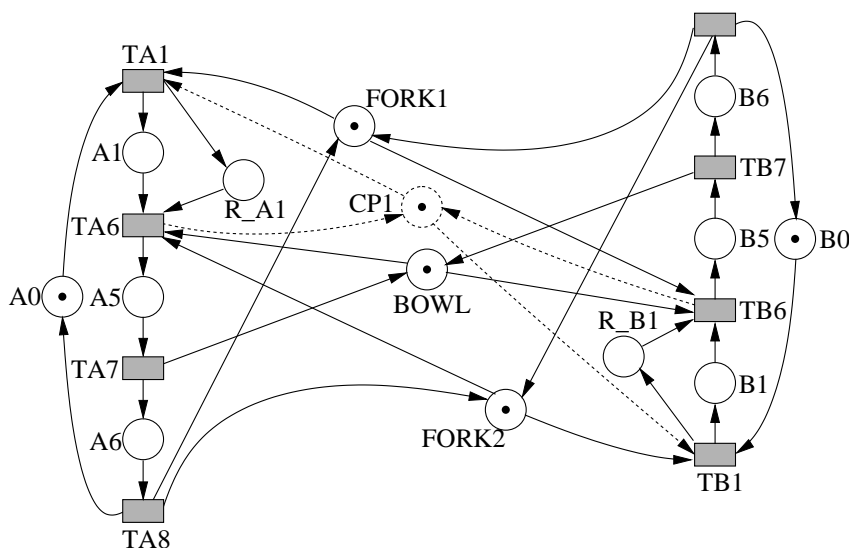 TA1
FORK1
B6
A1
TB7
R_A1
CP1
TA6
B5
B0
A0
A5
BOWL
R_B1
TB6
TA7
B1
A6
FORK2
TB1
TA8